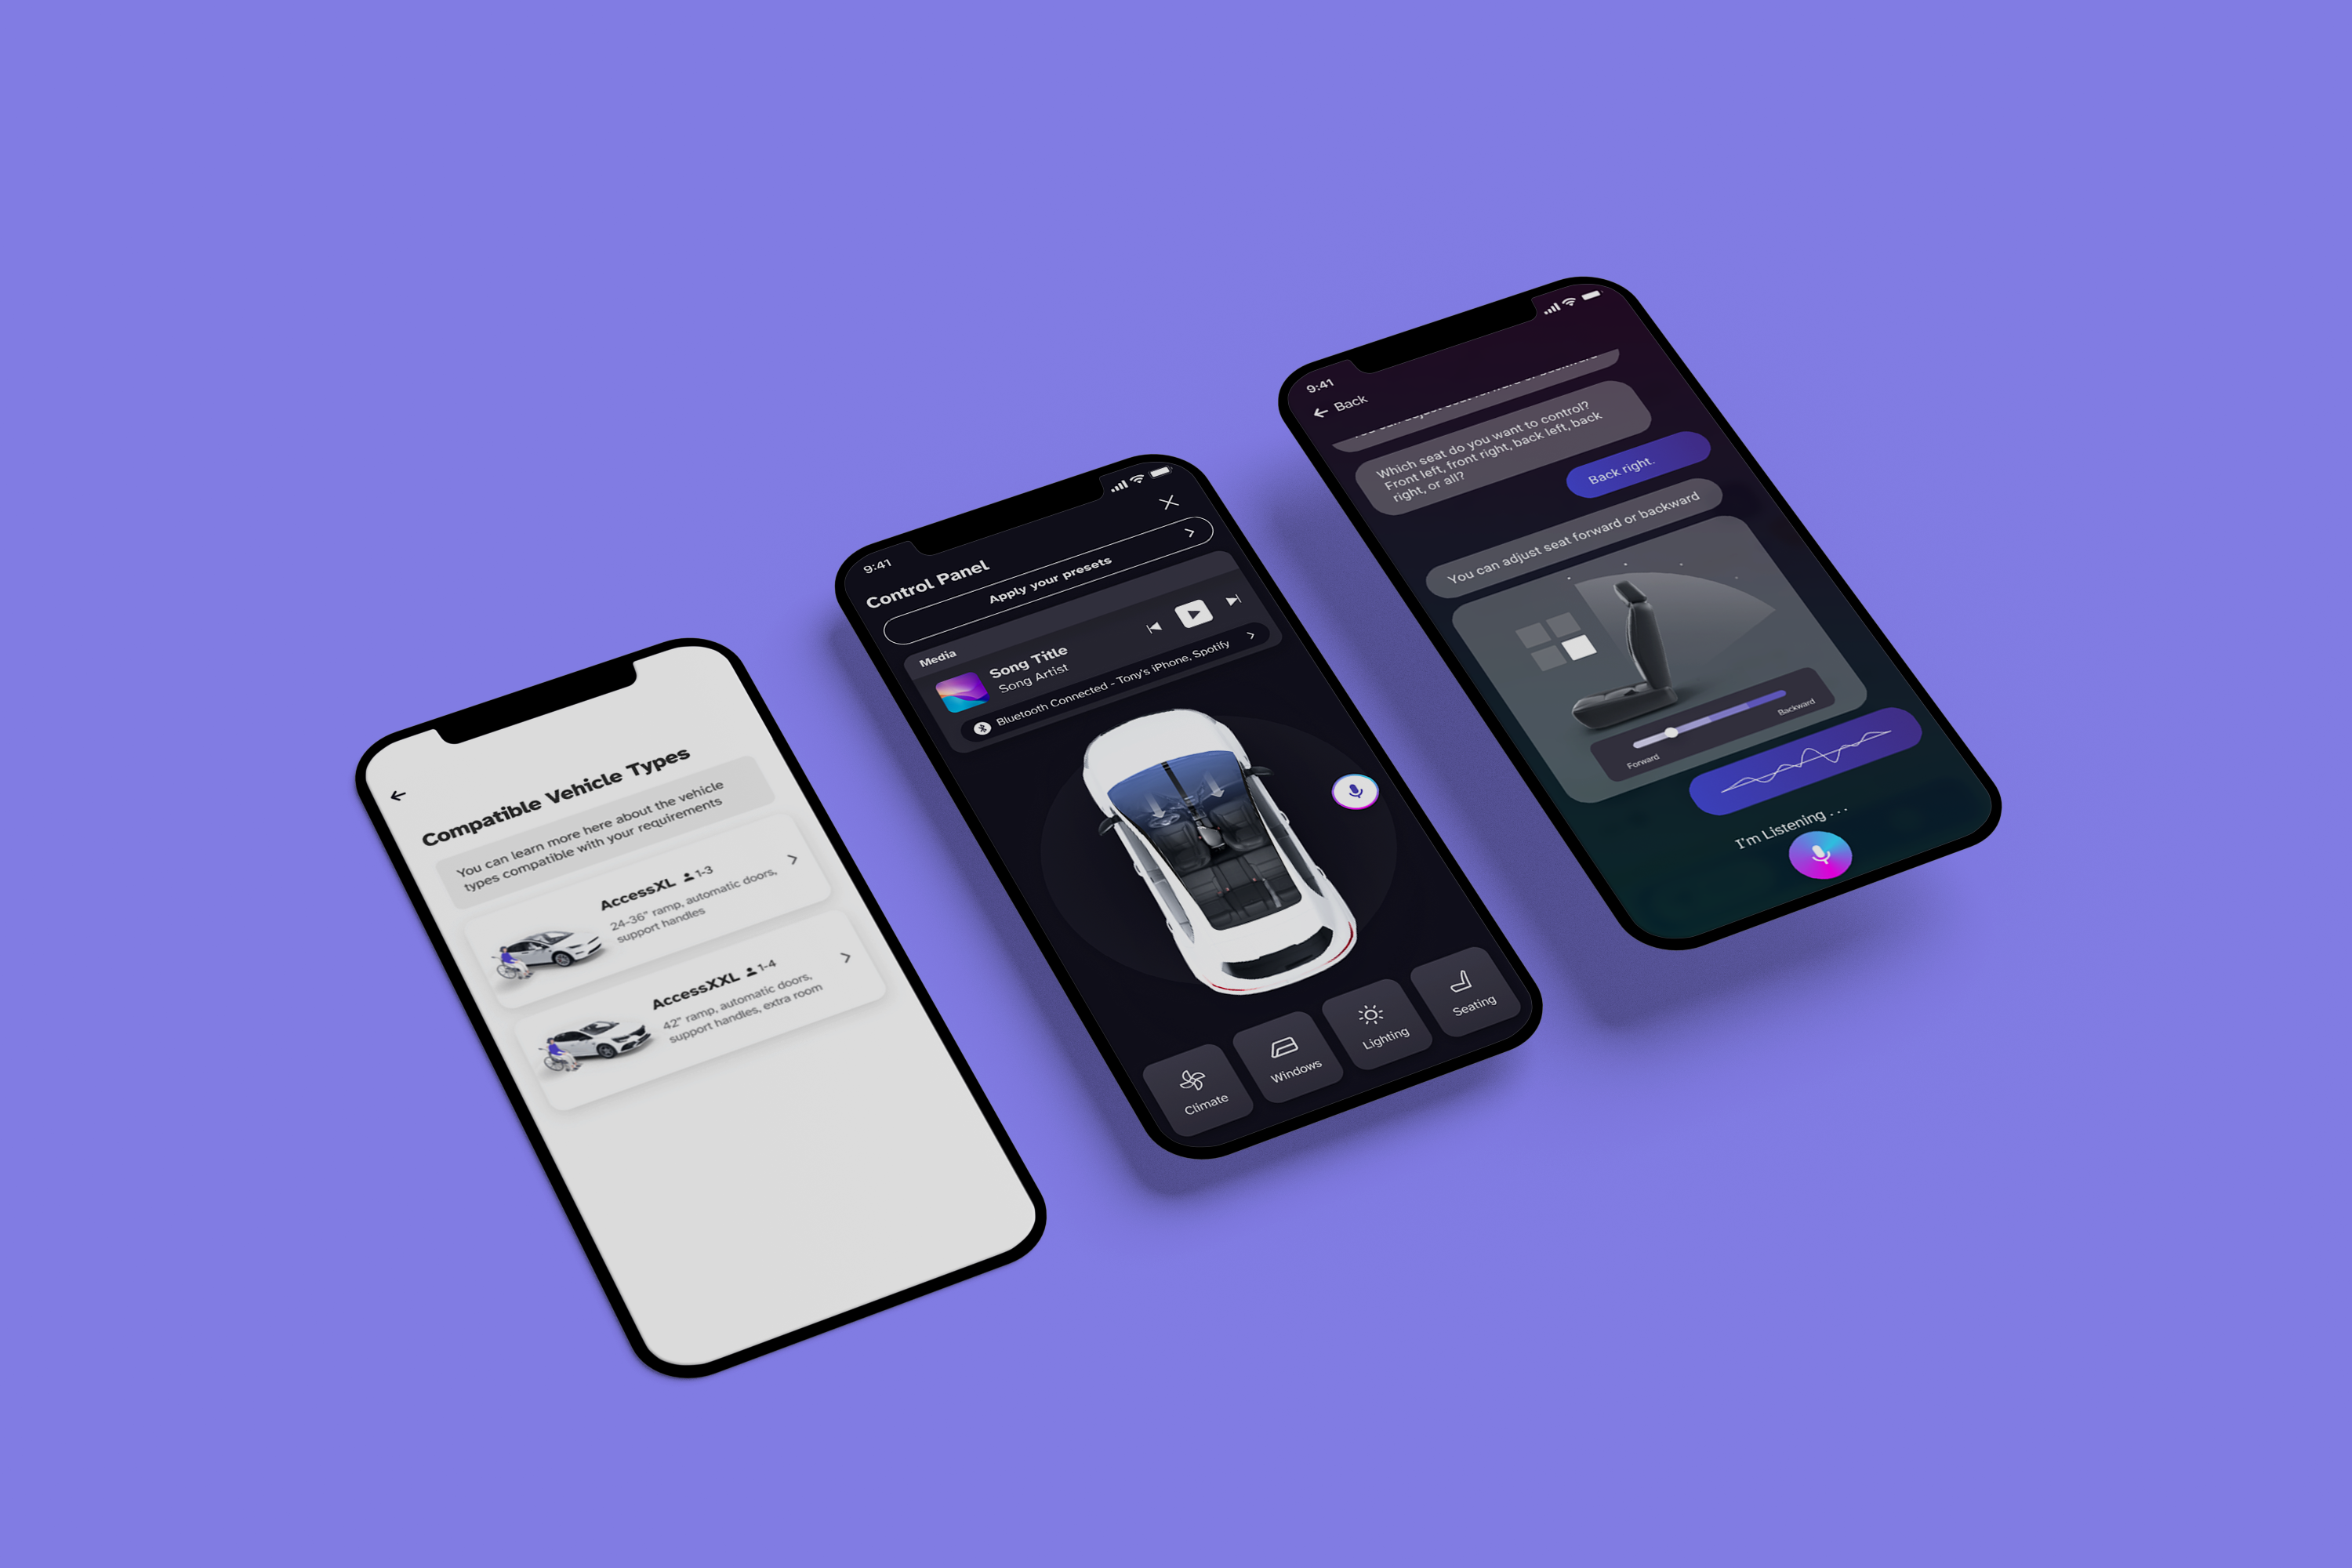 Compatible Vehicle Types
You can learn more here about the vehicle
types compatible with your requirements
AccessXL 1-3
24-36" ramp, automatic doors,
support handles
AccessXXL 1-4
42" ramp, automatic doors,
support handles, extra room
9:41
Control Panel
Apply your presets
Media
Song Title
Song Artist
Bluetooth Connected - Tony's iPhone, Spotify
Climate
Windows
Lighting
Seating
9:41
Back
Which seat do you want to control?
Front left, front right, back left, back
right, or all?
Back right.
You can adjust seat forward or backward
Forward
Backward
I'm Listening . . .